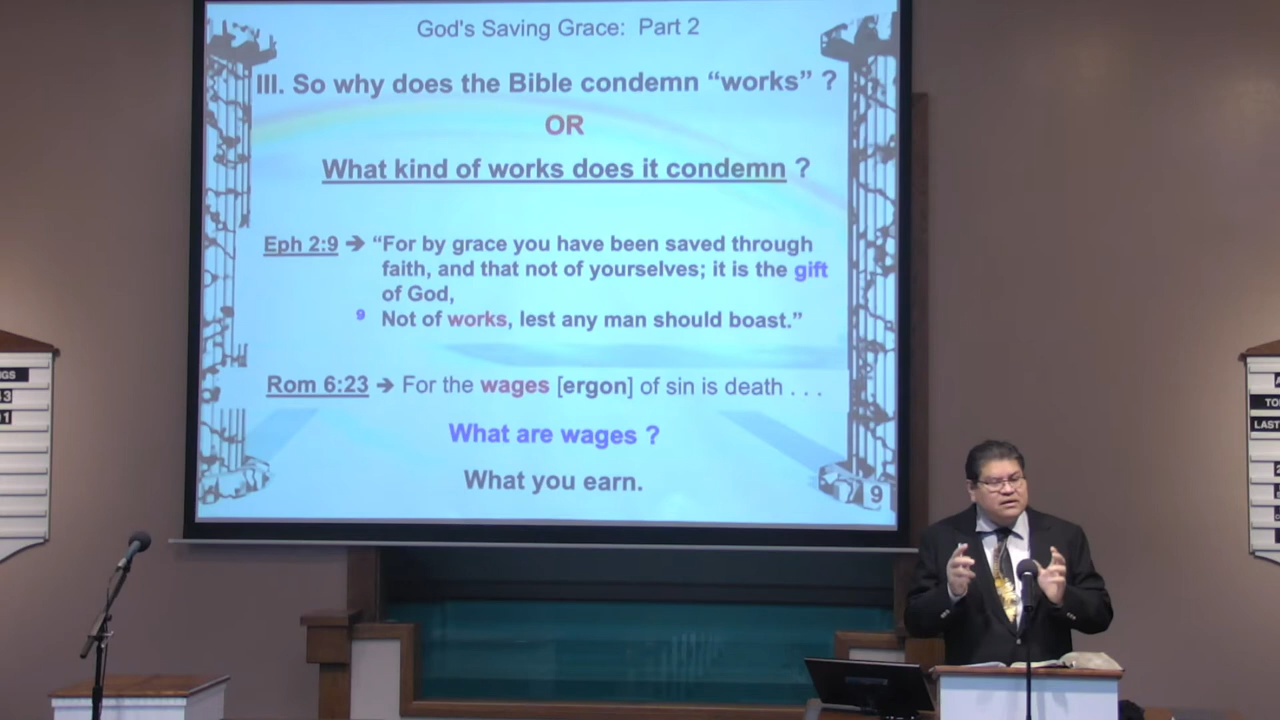 God's Saving Grace: Part 2
III. So why does the Bible condemn “works” ?
OR
What kind of works does it condemn ?
Eph 2:9 ➔ “For by grace you have been saved through
faith, and that not of yourselves; it is the gift
of God,
9 Not of works, lest any man should boast.”
Rom 6:23 ➔ For the wages [ergon] of sin is death . . .
What are wages ?
What you earn.
9
LAST